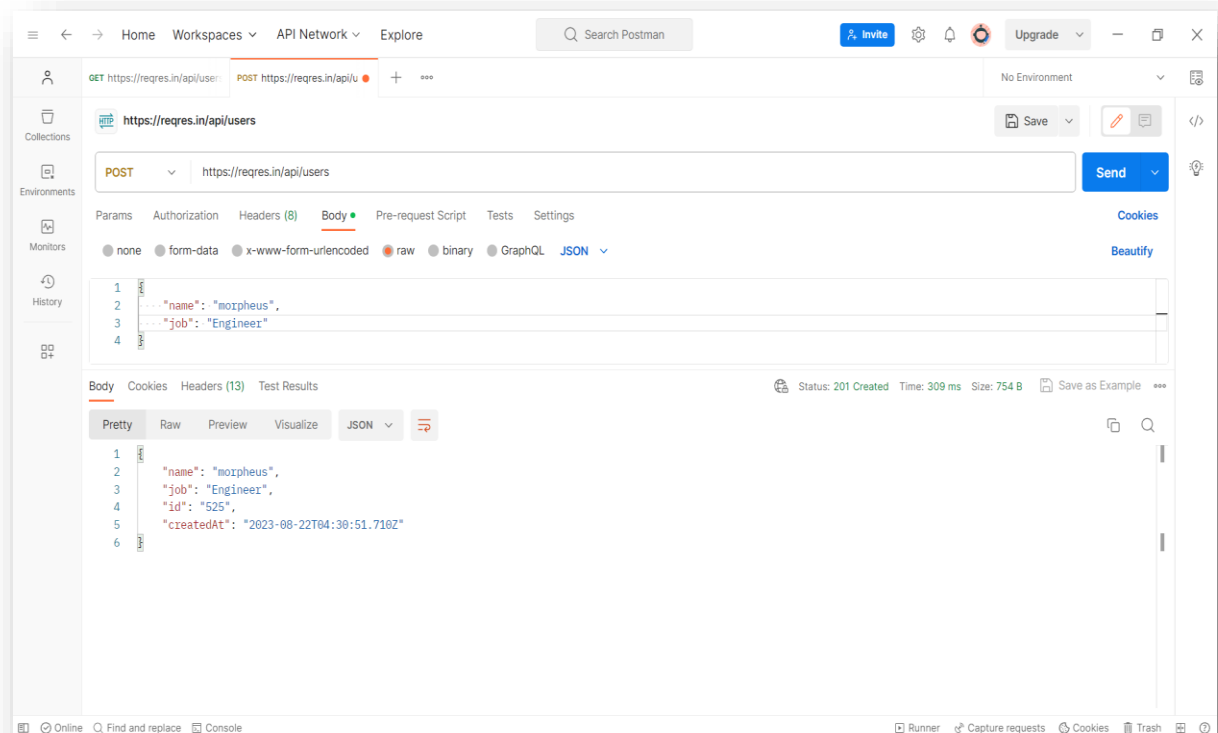 Home Workspaces API Network Explore Search Postman Invite Upgrade
GET https://reqres.in/api/user POST https://reqres.in/api/u No Environment
HTTP https://reqres.in/api/users Save </>
Collections
POST https://reqres.in/api/users Send
Environments
Params Authorization Headers (8) Body Pre-request Script Tests Settings Cookies
Monitors
none form-data x-www-form-urlencoded raw binary GraphQL JSON Beautify
History
1 {
2 "name": "morpheus",
3 "job": "Engineer"
4 }
Body Cookies Headers (13) Test Results Status: 201 Created Time: 309 ms Size: 754 B Save as Example
Pretty Raw Preview Visualize JSON
1 {
2 "name": "morpheus",
3 "job": "Engineer",
4 "id": "525",
5 "createdAt": "2023-08-22T04:30:51.710Z"
6 }
Online Find and replace Console Runner Capture requests Cookies Trash